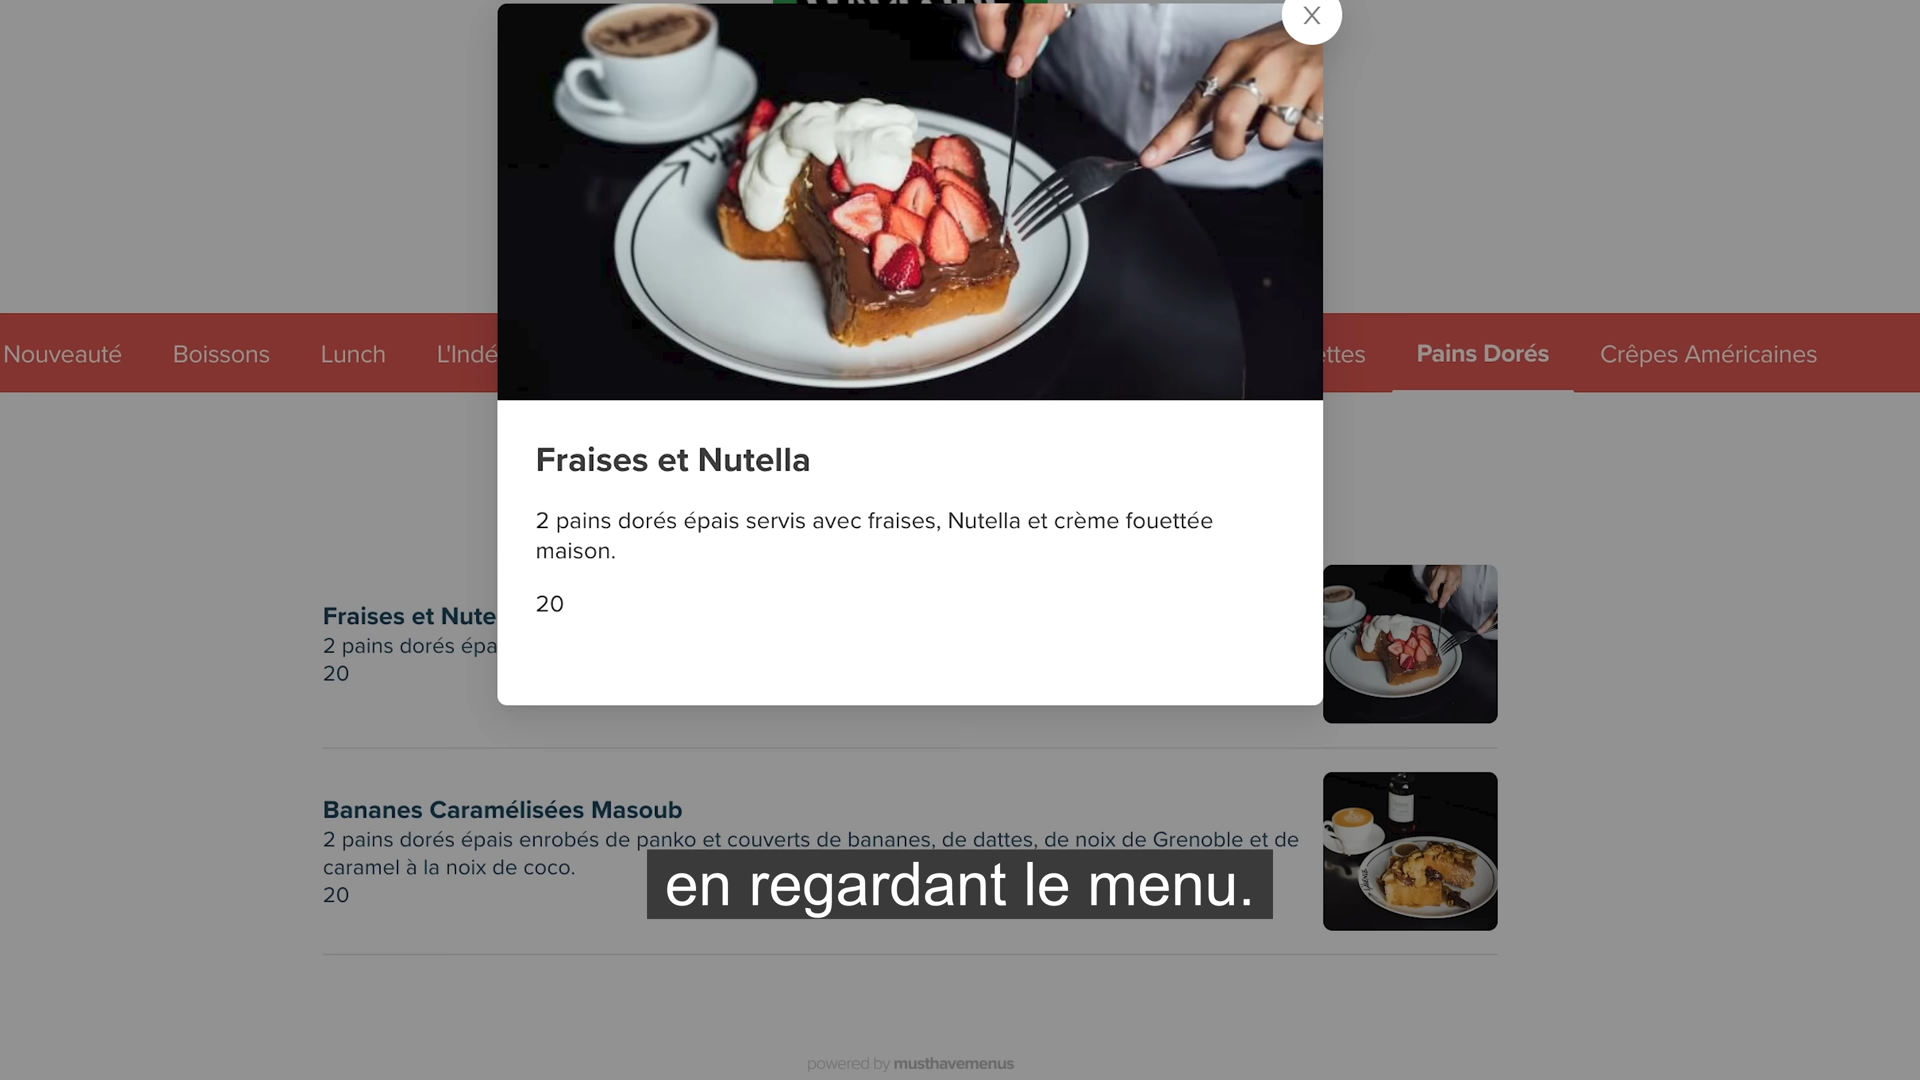 X
Nouveauté
Boissons
Lunch
L'Indé
ettes
Pains Dorés
Crêpes Américaines
Fraises et Nutella
2 pains dorés épais servis avec fraises, Nutella et crème fouettée
maison.
20
Fraises et Nute
2 pains dorés épa
20
Bananes Caramélisées Masoub
2 pains dorés épais enrobés de panko et couverts de bananes, de dattes, de noix de Grenoble et de
caramel à la noix de coco.
20
en regardant le menu.
powered by musthavemenus